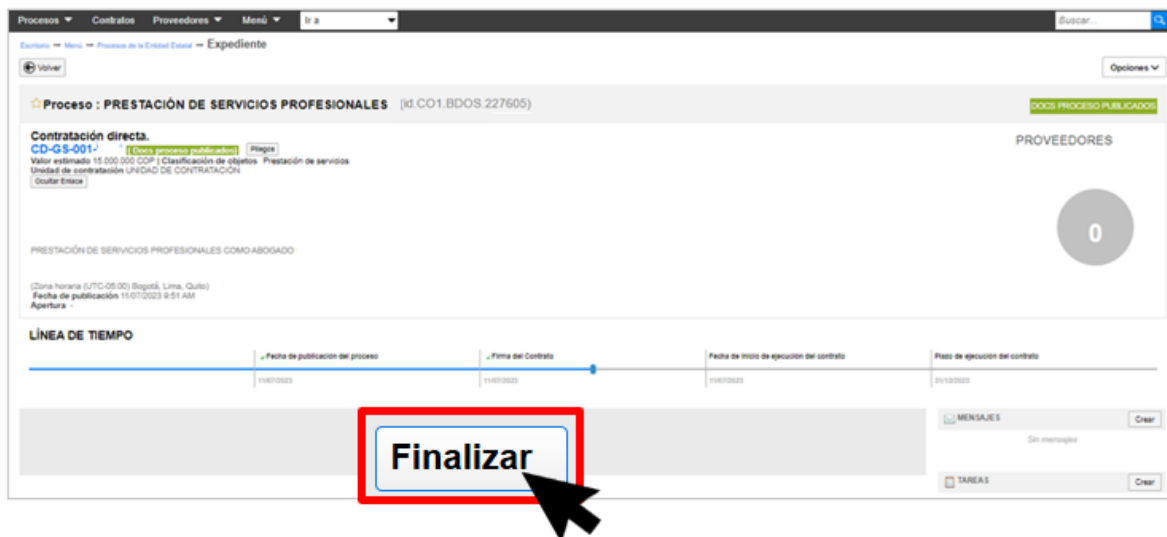 Procesos Contratos Proveedores Menú Ir a Buscar...
Escritorio → Menú → Procesos de la Entidad Estatal → Expediente
Volver Opciones
Proceso : PRESTACIÓN DE SERVICIOS PROFESIONALES (id.CO1.BDOS.227605) DOCS PROCESO PUBLICADOS
Contratación directa. PROVEEDORES
CD-GS-001- (Docs proceso publicados) Pliegos
Valor estimado 15.000.000 COP | Clasificación de objetos Prestación de servicios
Unidad de contratación UNIDAD DE CONTRATACIÓN
Ocultar Enlace
0
PRESTACIÓN DE SERVICIOS PROFESIONALES COMO ABOGADO
(Zona horaria (UTC-05:00) Bogotá, Lima, Quito)
Fecha de publicación 11/07/2023 9:51 AM
Apertura -
LÍNEA DE TIEMPO
Fecha de publicación del proceso Firma del Contrato Fecha de inicio de ejecución del contrato Plazo de ejecución del contrato
11/07/2023 11/07/2023 11/07/2023 31/12/2023
MENSAJES Crear
Sin mensajes
Finalizar
TAREAS Crear